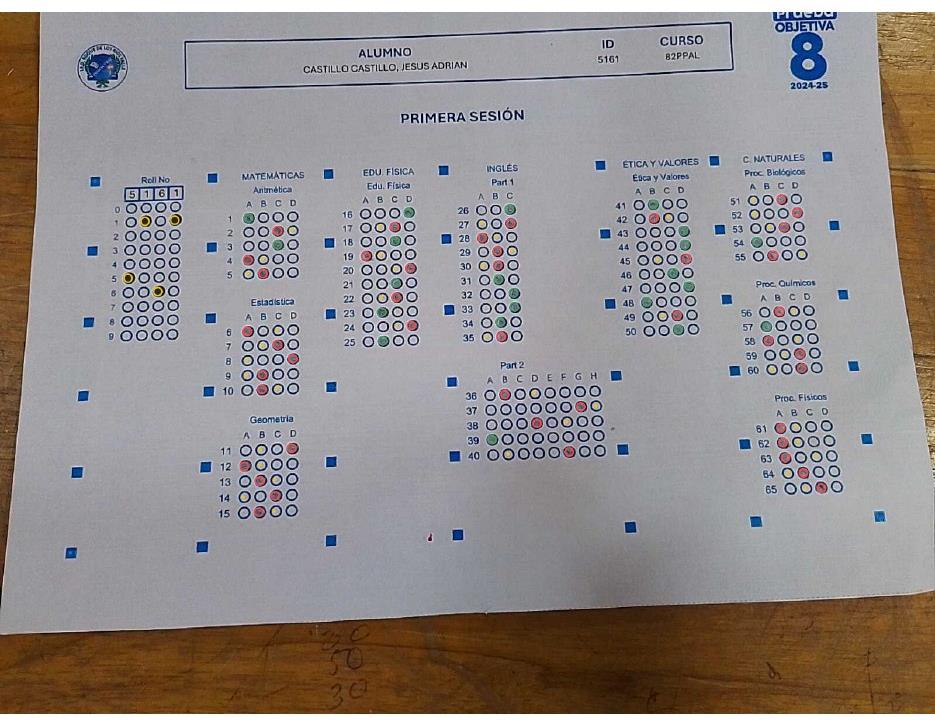 Prueba
OBJETIVA
8
2024-25
ALUMNO
CASTILLO CASTILLO, JESUS ADRIAN
ID
5161
CURSO
82PPAL
PRIMERA SESIÓN
Roll No
5 1 6 1
0
1
2
3
4
5
6
7
8
9
MATEMÁTICAS
Aritmética
A B C D
1
2
3
4
5
Estadística
A B C D
6
7
8
9
10
Geometría
A B C D
11
12
13
14
15
EDU. FÍSICA
Edu. Física
A B C D
16
17
18
19
20
21
22
23
24
25
INGLÉS
Part 1
A B C
26
27
28
29
30
31
32
33
34
35
Part 2
A B C D E F G H
36
37
38
39
40
ÉTICA Y VALORES
Ética y Valores
A B C D
41
42
43
44
45
46
47
48
49
50
C. NATURALES
Proc. Biológicos
A B C D
51
52
53
54
55
Proc. Químicos
A B C D
56
57
58
59
60
Proc. Físicos
A B C D
61
62
63
64
65
30
50
30